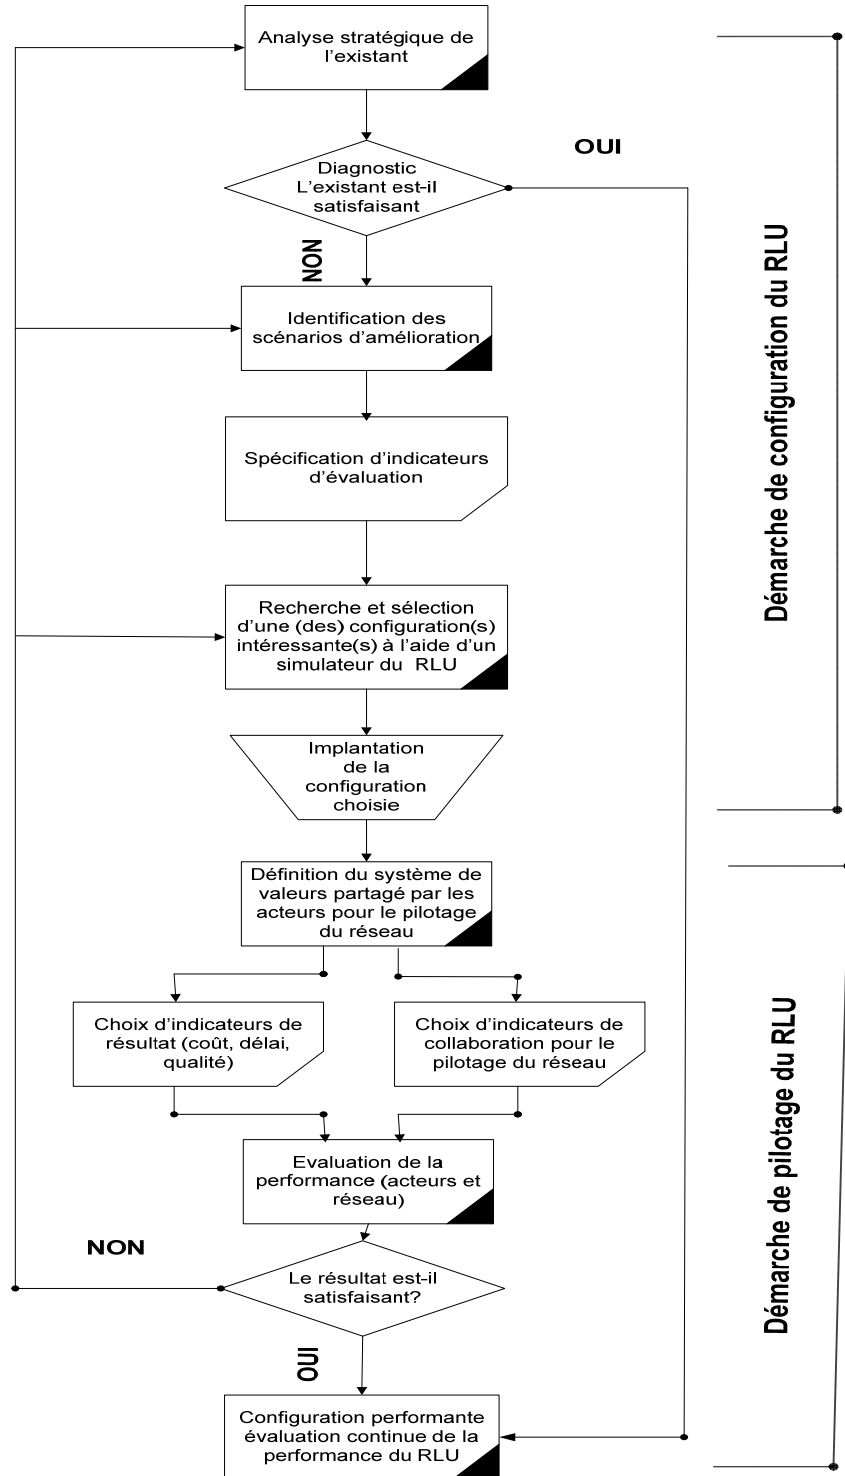 Analyse stratégique de
l'existant
OUI
Diagnostic
L'existant est-il
satisfaisant
NON
Identification des
scénarios d'amélioration
Spécification d'indicateurs
d'évaluation
Recherche et sélection
d'une (des) configuration(s)
intéressante(s) à l'aide d'un
simulateur du RLU
Implantation
de la
configuration
choisie
Démarche de configuration du RLU
Définition du système de
valeurs partagé par les
acteurs pour le pilotage
du réseau
Choix d'indicateurs de
résultat (coût, délai,
qualité)
Choix d'indicateurs de
collaboration pour le
pilotage du réseau
Evaluation de la
performance (acteurs et
réseau)
NON
Le résultat est-il
satisfaisant?
OUI
Configuration performante
évaluation continue de la
performance du RLU
Démarche de pilotage du RLU